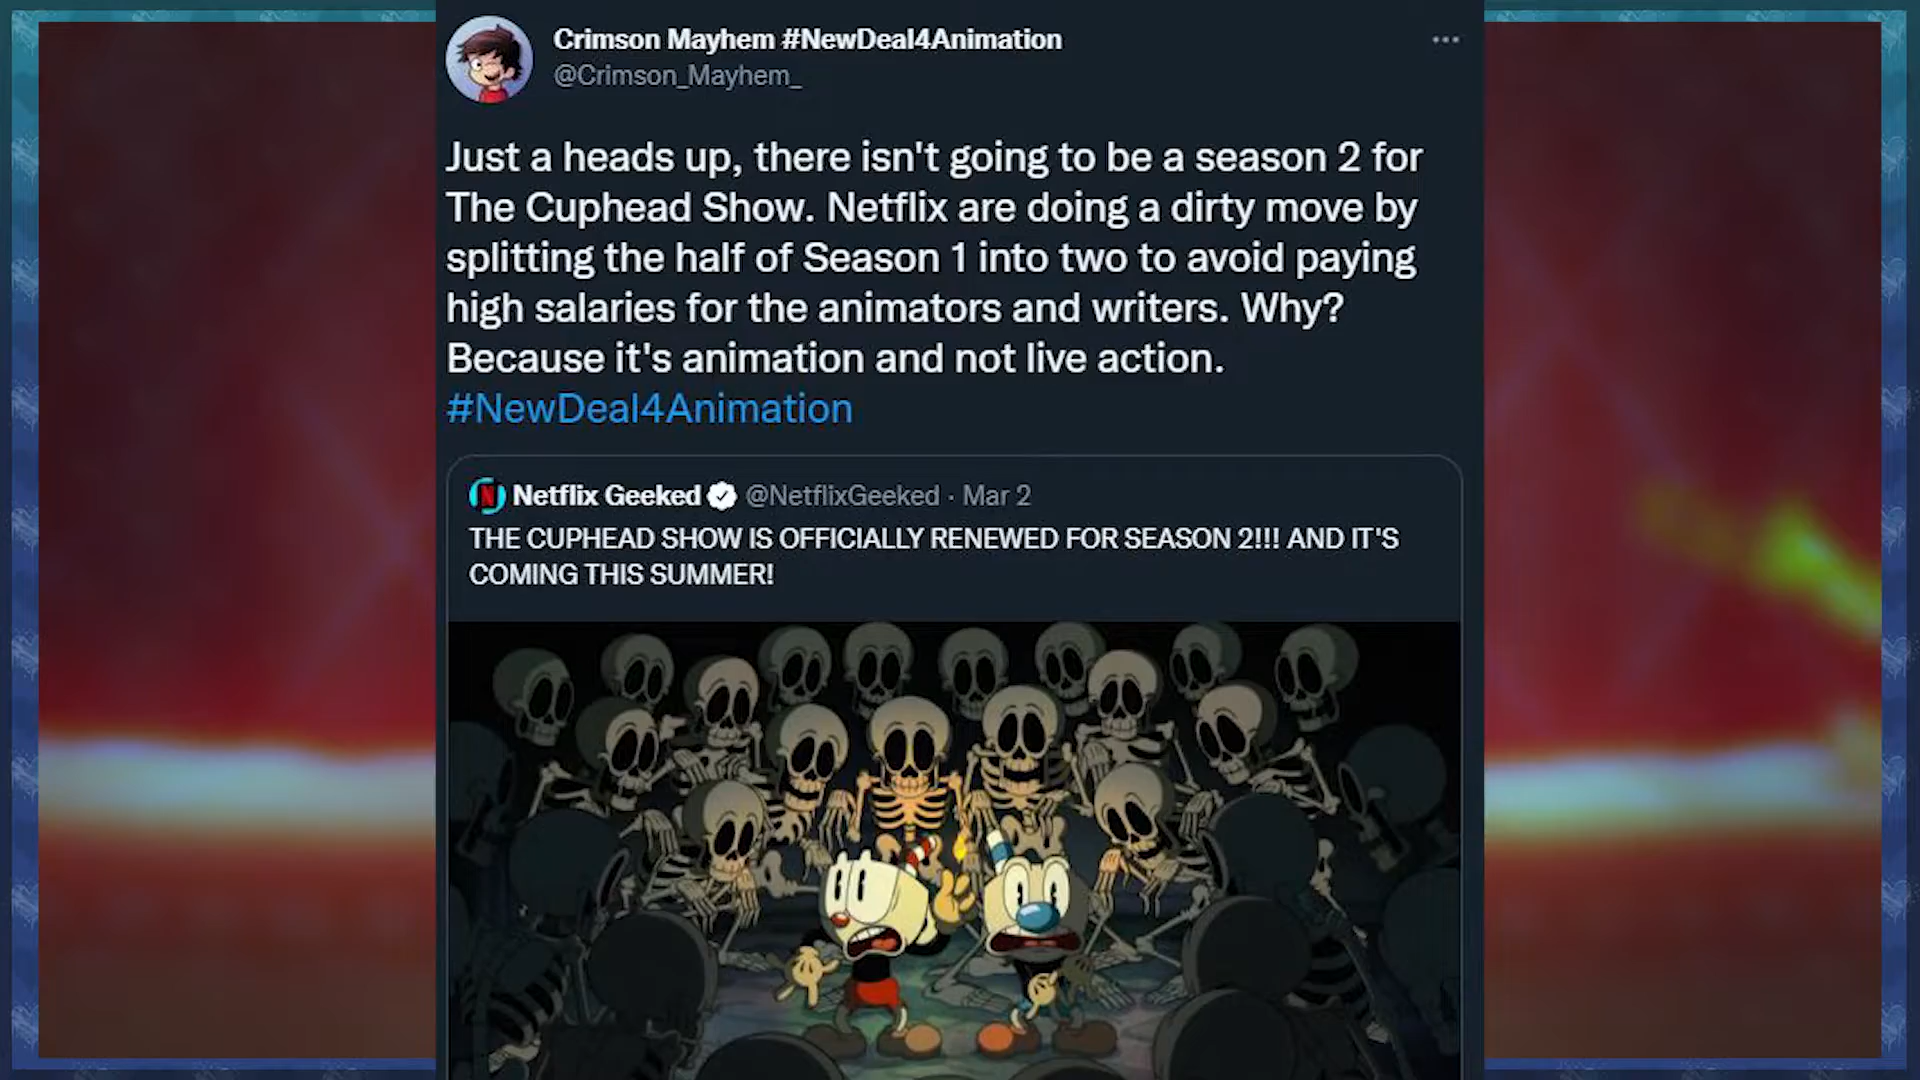 Crimson Mayhem #NewDeal4Animation
@Crimson_Mayhem_
Just a heads up, there isn't going to be a season 2 for
The Cuphead Show. Netflix are doing a dirty move by
splitting the half of Season 1 into two to avoid paying
high salaries for the animators and writers. Why?
Because it's animation and not live action.
#NewDeal4Animation
N Netflix Geeked @NetflixGeeked · Mar 2
THE CUPHEAD SHOW IS OFFICIALLY RENEWED FOR SEASON 2!!! AND IT'S
COMING THIS SUMMER!